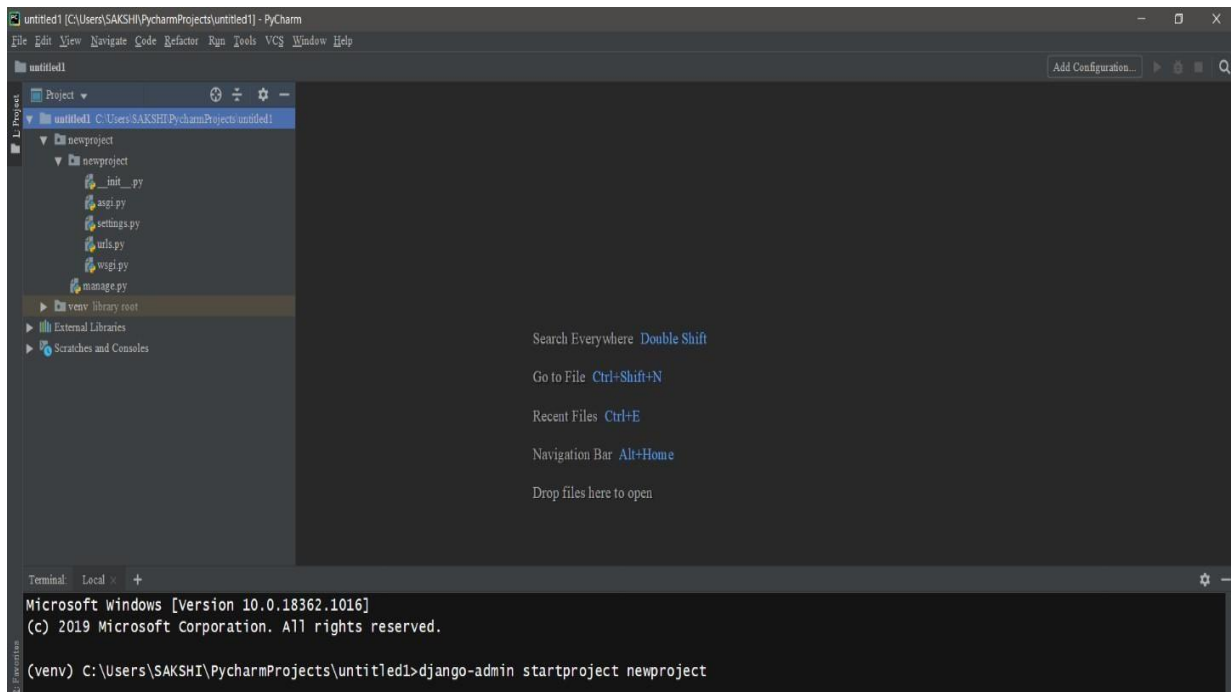 untitled1 [C:\Users\SAKSHI\PycharmProjects\untitled1] - PyCharm
File Edit View Navigate Code Refactor Run Tools VCS Window Help
untitled1
Add Configuration...
1: Project
Project
untitled1 C:\Users\SAKSHI\PycharmProjects\untitled1
newproject
newproject
__init__.py
asgi.py
settings.py
urls.py
wsgi.py
manage.py
venv library root
External Libraries
Scratches and Consoles
Search Everywhere Double Shift
Go to File Ctrl+Shift+N
Recent Files Ctrl+E
Navigation Bar Alt+Home
Drop files here to open
Terminal: Local × +
Microsoft Windows [Version 10.0.18362.1016]
(c) 2019 Microsoft Corporation. All rights reserved.
(venv) C:\Users\SAKSHI\PycharmProjects\untitled1>django-admin startproject newproject
2: Favorites